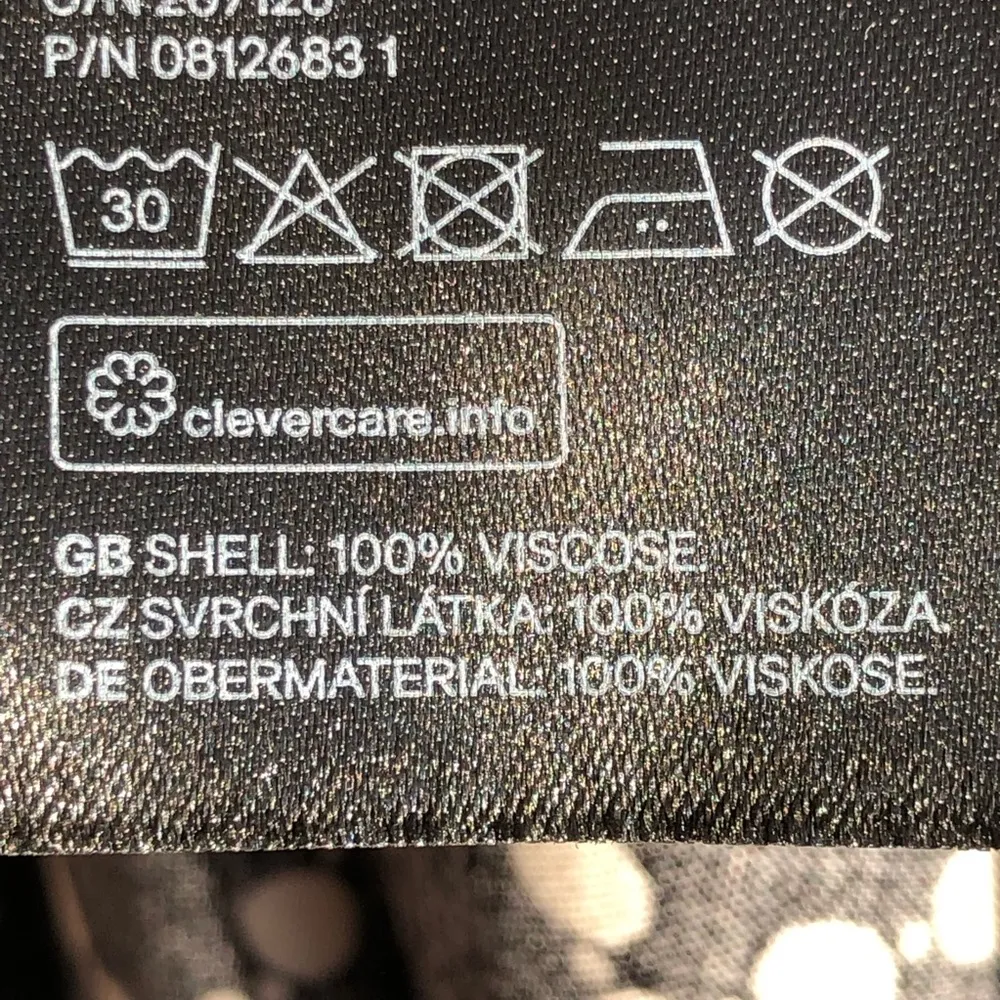 P/N 0812683 1
30
clevercare.info
GB SHELL: 100% VISCOSE.
CZ SVRCHNÍ LÁTKA: 100% VISKÓZA.
DE OBERMATERIAL: 100% VISKOSE.